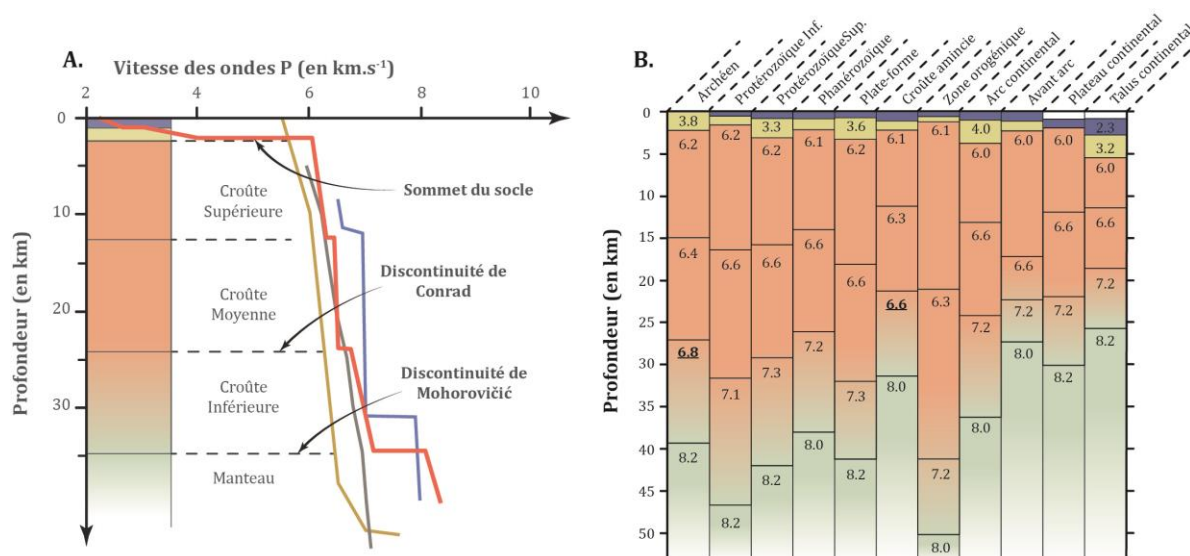 A.
Vitesse des ondes P (en km.s⁻¹)
2 4 6 8 10
0
10
20
30
Profondeur (en km)
Sommet du socle
Croûte
Supérieure
Discontinuité de
Conrad
Croûte
Moyenne
Discontinuité de
Mohorovičić
Croûte
Inférieure
Manteau
B.
Archéen
Protérozoïque Inf.
ProtérozoïqueSup.
Phanérozoïque
Plate-forme
Croûte amincie
Zone orogénique
Arc continental
Avant arc
Plateau continental
Talus continental
Profondeur (en km)
0
5
10
15
20
25
30
35
40
45
50
3.8
6.2
6.4
6.8
8.2
6.2
6.6
7.1
8.2
3.3
6.2
6.6
7.3
8.2
6.1
6.6
7.2
8.0
3.6
6.2
6.6
7.3
8.2
6.1
6.3
6.6
8.0
6.1
6.3
7.2
8.0
4.0
6.0
6.6
7.2
8.0
6.0
6.6
7.2
8.0
6.0
6.6
7.2
8.2
2.3
3.2
6.0
6.6
7.2
8.2